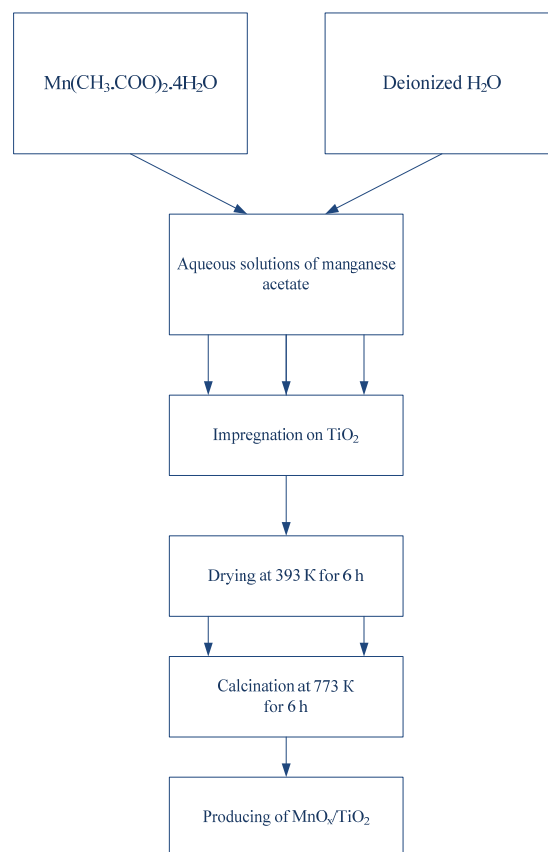 Mn(CH₃.COO)₂.4H₂O
Deionized H₂O
Aqueous solutions of manganese
acetate
Impregnation on TiO₂
Drying at 393 K for 6 h
Calcination at 773 K
for 6 h
Producing of MnOₓ/TiO₂